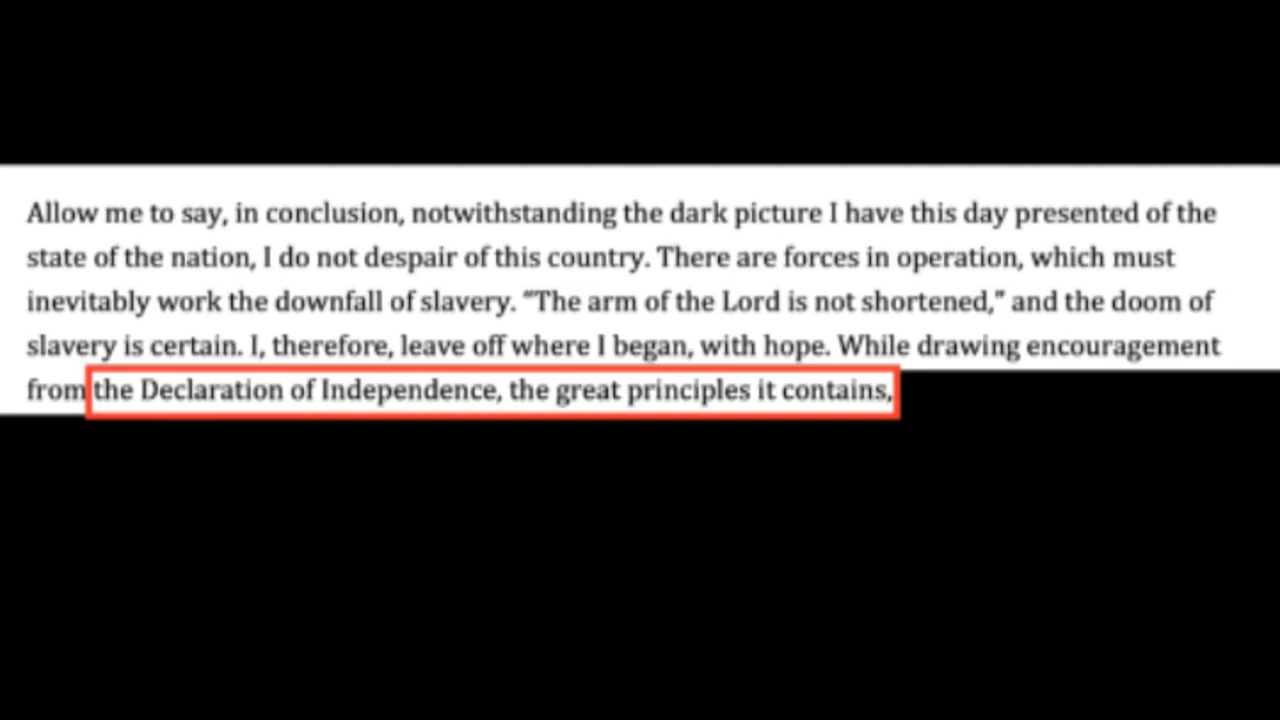 Allow me to say, in conclusion, notwithstanding the dark picture I have this day presented of the
state of the nation, I do not despair of this country. There are forces in operation, which must
inevitably work the downfall of slavery. “The arm of the Lord is not shortened,” and the doom of
slavery is certain. I, therefore, leave off where I began, with hope. While drawing encouragement
from the Declaration of Independence, the great principles it contains,